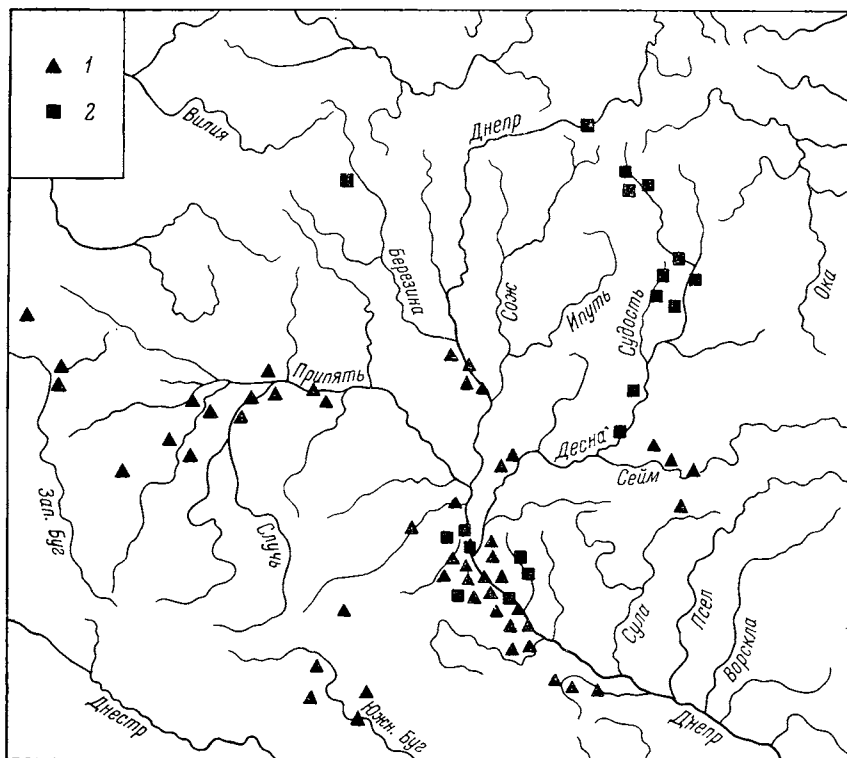 1
2
Вилия
Днепр
Березина
Сож
Ипуть
Судость
Ока
Припять
Десна
Сейм
Зап. Буг
Случь
Сула
Псел
Ворскла
Днестр
Южн. Буг
Днепр